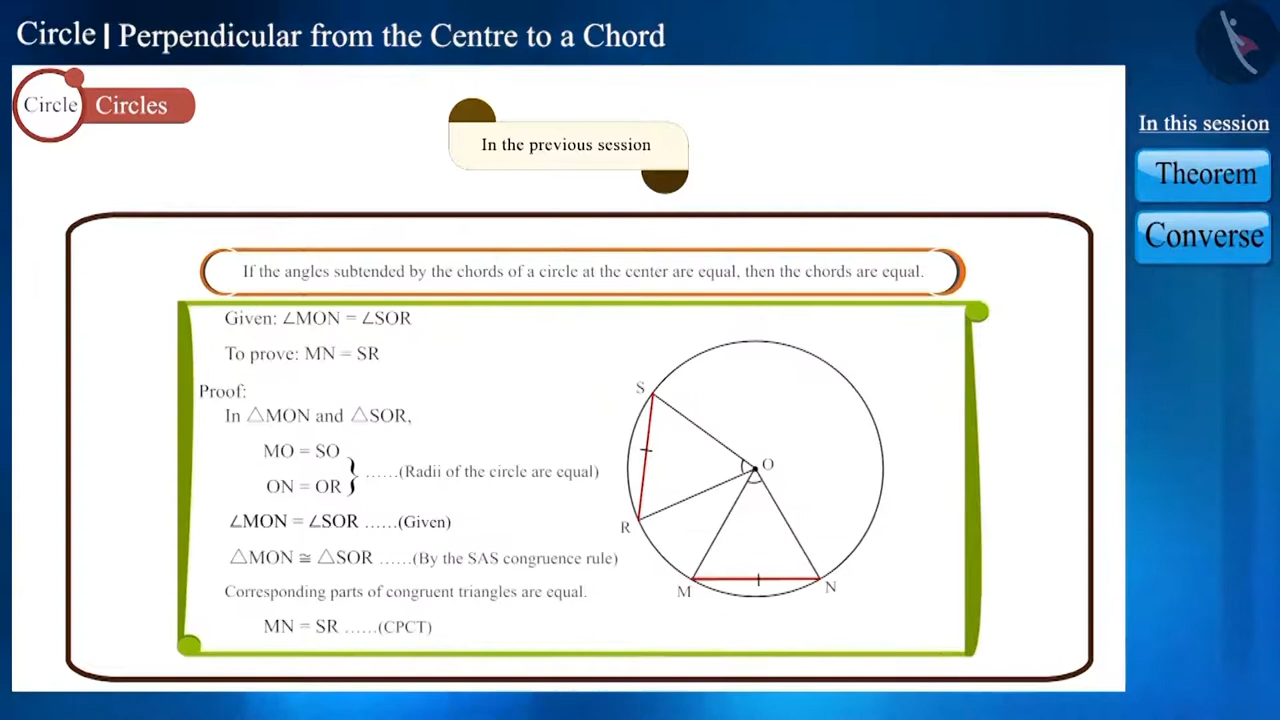 Circle | Perpendicular from the Centre to a Chord
Circle Circles
In the previous session
In this session
Theorem
Converse
If the angles subtended by the chords of a circle at the center are equal, then the chords are equal.
Given: ∠MON = ∠SOR
To prove: MN = SR
Proof:
In △MON and △SOR,
MO = SO
ON = OR } ......(Radii of the circle are equal)
∠MON = ∠SOR ......(Given)
△MON ≅ △SOR ......(By the SAS congruence rule)
Corresponding parts of congruent triangles are equal.
MN = SR ......(CPCT)
S
O
R
M
N